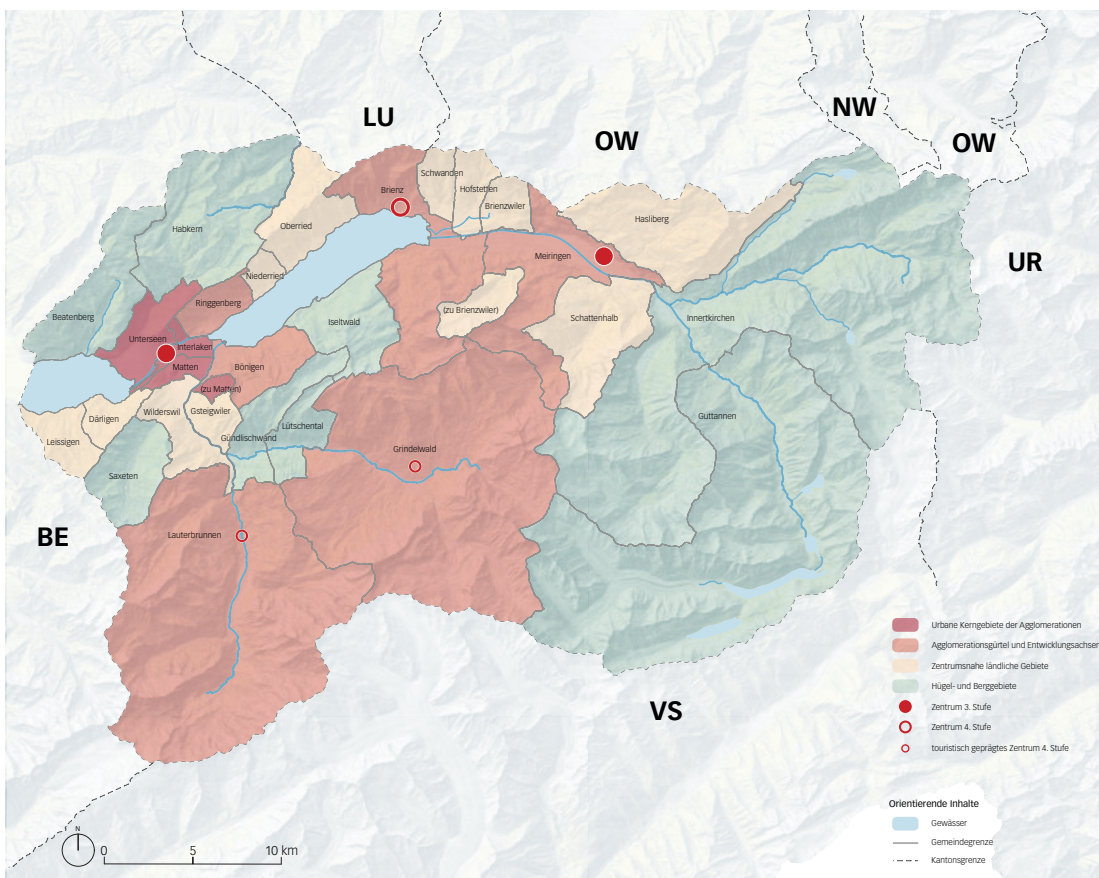 NW
LU
OW
OW
Schwanden
Brienz
Hofstetten
Brienzwiler
Hasliberg
Oberried
Habkern
Meiringen
UR
Niederried
Ringgenberg
(zu Brienzwiler)
Beatenberg
Iseltwald
Schattenhalb
Innertkirchen
Unterseen
Interlaken
Matten
Bönigen
(zu Matten)
Wilderswil
Gsteigwiler
Därligen
Guttannen
Lütschental
Gündlischwand
Leissigen
Grindelwald
Saxeten
BE
Lauterbrunnen
VS
Urbane Kerngebiete der Agglomerationen
Agglomerationsgürtel und Entwicklungsachsen
Zentrumsnahe ländliche Gebiete
Hügel- und Berggebiete
Zentrum 3. Stufe
Zentrum 4. Stufe
touristisch geprägtes Zentrum 4. Stufe
Orientierende Inhalte
Gewässer
Gemeindegrenze
Kantonsgrenze
N
0 5 10 km